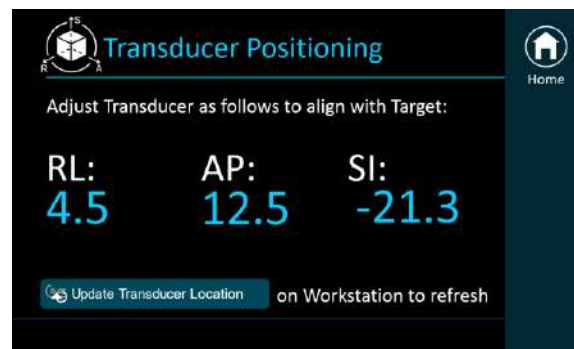 S
R
A
Transducer Positioning
Home
Adjust Transducer as follows to align with Target:
RL: AP: SI:
4.5 12.5 -21.3
Update Transducer Location on Workstation to refresh